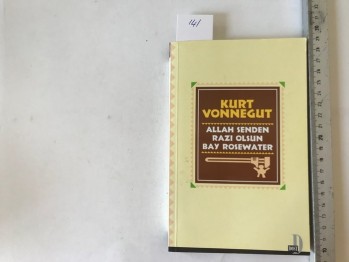 141
KURT
VONNEGUT
ALLAH SENDEN
RAZI OLSUN
BAY ROSEWATER